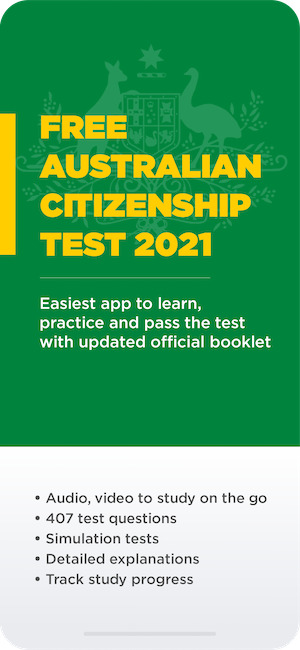 FREE
AUSTRALIAN
CITIZENSHIP
TEST 2021
Easiest app to learn,
practice and pass the test
with updated official booklet
• Audio, video to study on the go
• 407 test questions
• Simulation tests
• Detailed explanations
• Track study progress